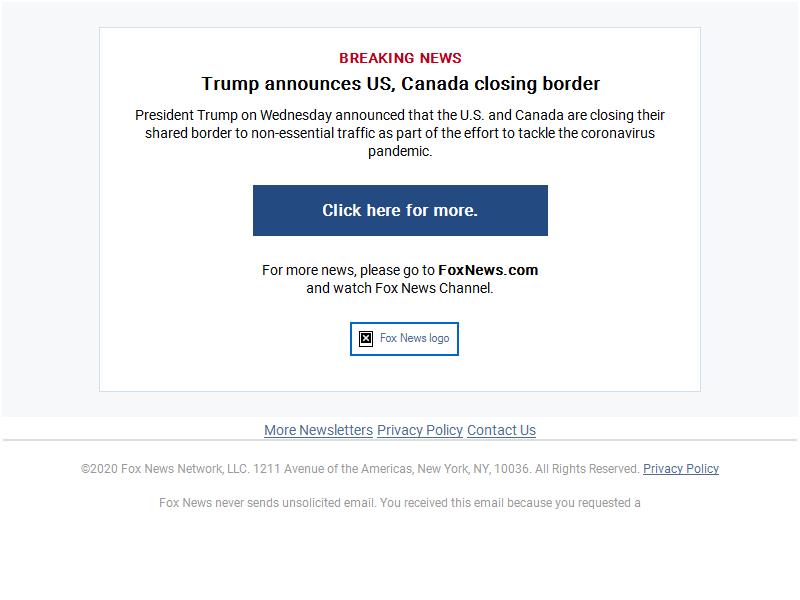 BREAKING NEWS
Trump announces US, Canada closing border
President Trump on Wednesday announced that the U.S. and Canada are closing their
shared border to non-essential traffic as part of the effort to tackle the coronavirus
pandemic.
Click here for more.
For more news, please go to FoxNews.com
and watch Fox News Channel.
Fox News logo
More Newsletters Privacy Policy Contact Us
©2020 Fox News Network, LLC. 1211 Avenue of the Americas, New York, NY, 10036. All Rights Reserved. Privacy Policy
Fox News never sends unsolicited email. You received this email because you requested a